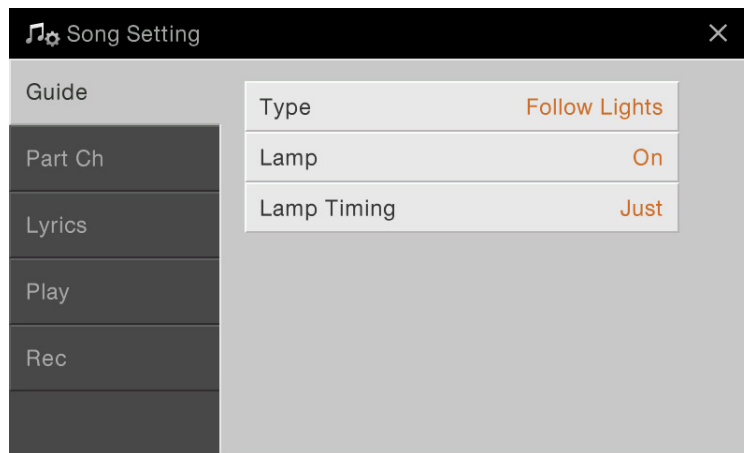 Song Setting
Guide
Type Follow Lights
Part Ch
Lamp On
Lyrics
Lamp Timing Just
Play
Rec